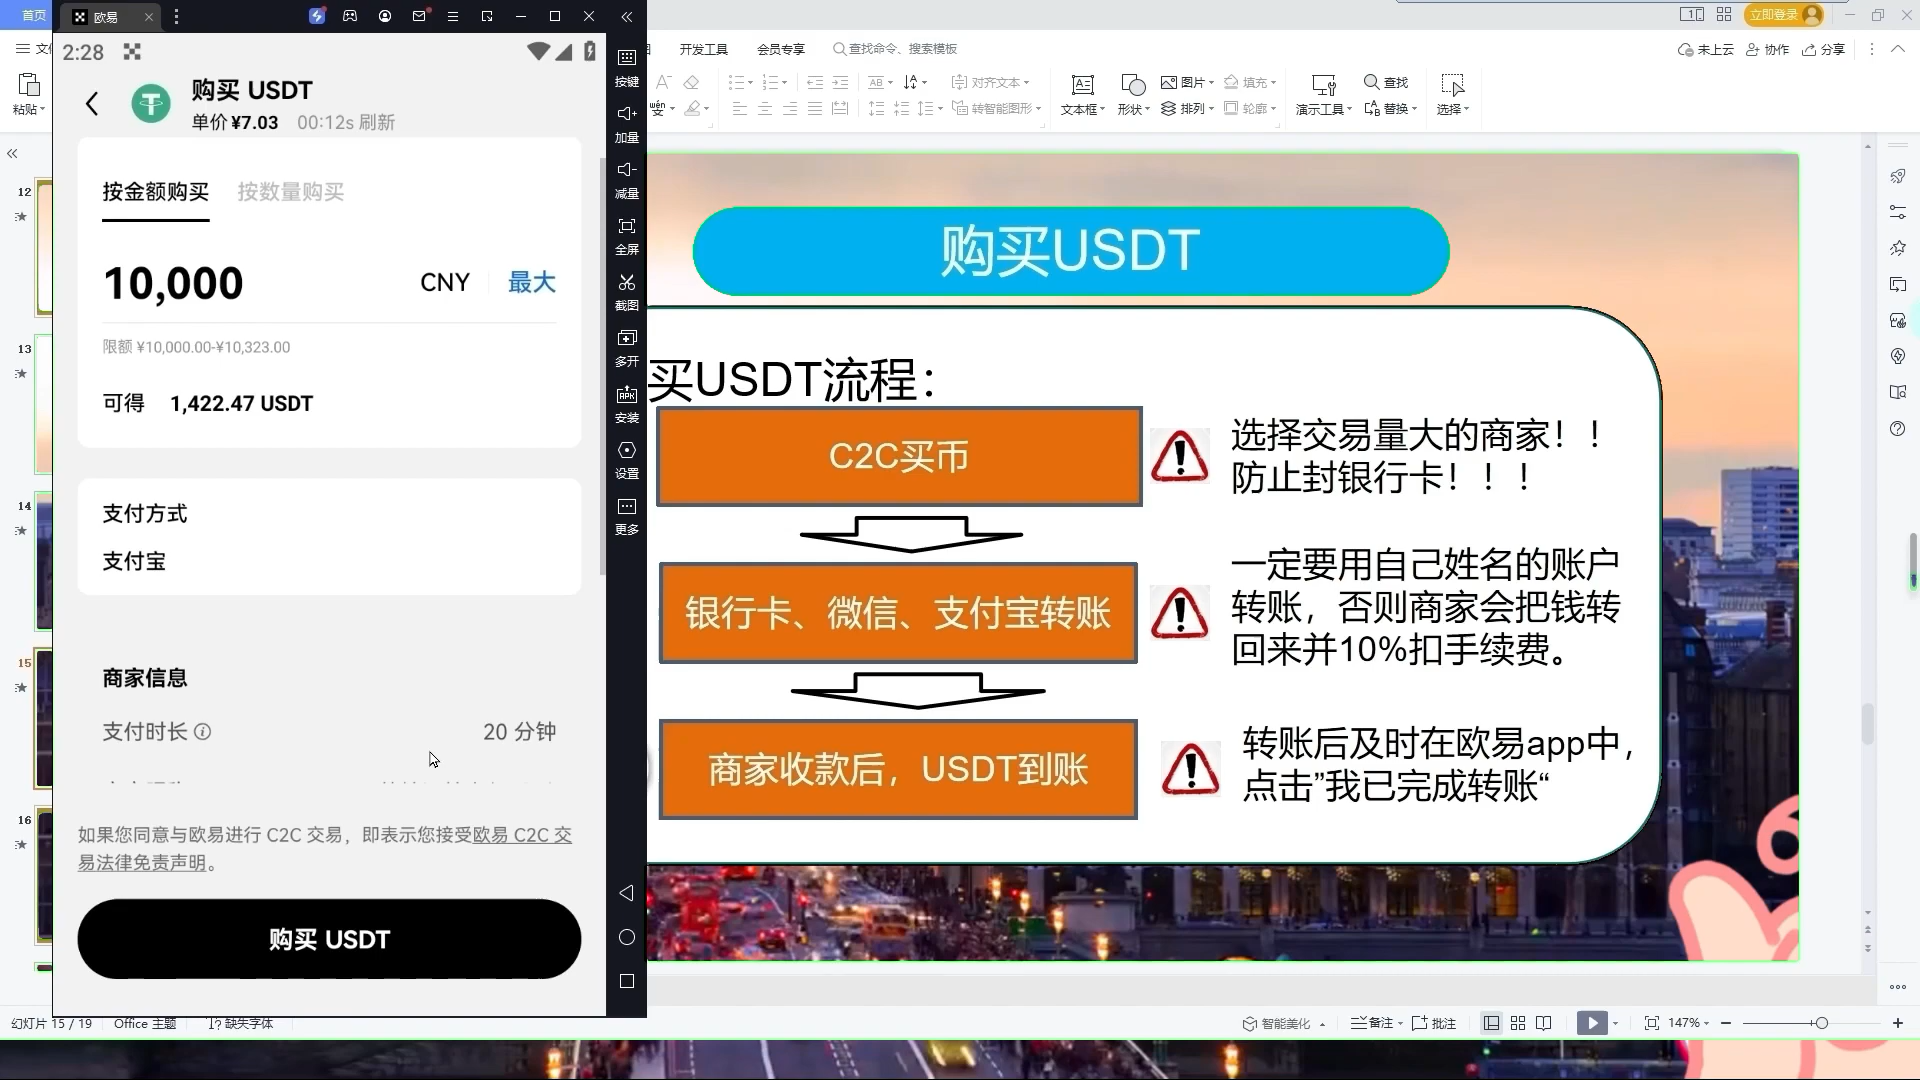 首页
欧易
2:28
购买 USDT
单价 ¥7.03 00:12s 刷新
按金额购买 按数量购买
10,000 CNY 最大
限额 ¥10,000.00-¥10,323.00
可得 1,422.47 USDT
支付方式
支付宝
商家信息
支付时长 20 分钟
如果您同意与欧易进行 C2C 交易，即表示您接受欧易 C2C 交
易法律免责声明。
购买 USDT
按键
加量
减量
全屏
截图
多开
安装
设置
更多
立即登录
开发工具 会员专享 查找命令、搜索模板 未上云 协作 分享
粘贴
对齐文本
转智能图形
文本框 形状 图片 排列 填充 轮廓 演示工具 查找 替换 选择
12
13
14
15
16
购买USDT
买USDT流程：
C2C买币
选择交易量大的商家！！
防止封银行卡！！！
银行卡、微信、支付宝转账
一定要用自己姓名的账户
转账，否则商家会把钱转
回来并10%扣手续费。
商家收款后，USDT到账
转账后及时在欧易app中，
点击”我已完成转账“
幻灯片 15 / 19 Office 主题 缺失字体 智能美化 备注 批注 147%